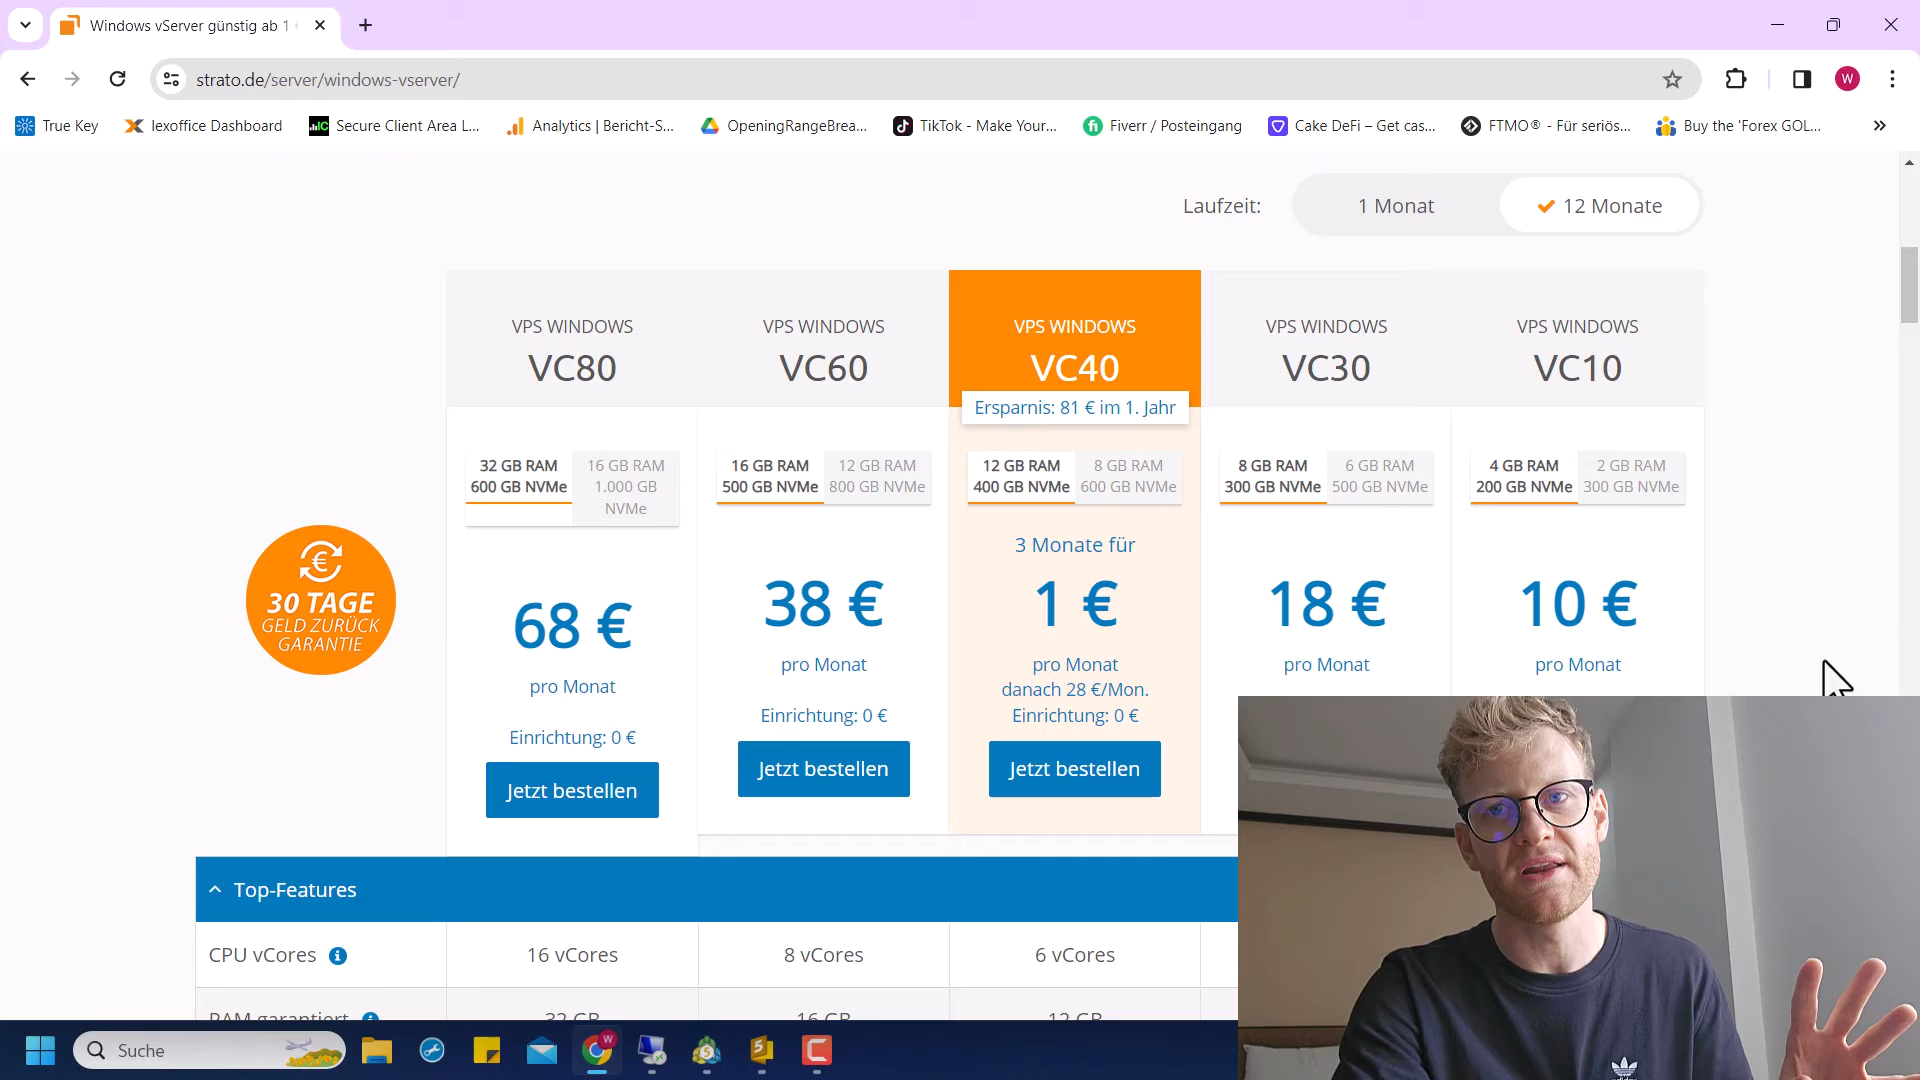 Windows vServer günstig ab 1
strato.de/server/windows-vserver/
W
True Key
lexoffice Dashboard
Secure Client Area L...
Analytics | Bericht-S...
OpeningRangeBrea...
TikTok - Make Your...
Fiverr / Posteingang
Cake DeFi – Get cas...
FTMO® - Für seriös...
Buy the 'Forex GOL...
Laufzeit:
1 Monat
12 Monate
VPS WINDOWS
VC80
VPS WINDOWS
VC60
VPS WINDOWS
VC40
VPS WINDOWS
VC30
VPS WINDOWS
VC10
Ersparnis: 81 € im 1. Jahr
32 GB RAM
600 GB NVMe
16 GB RAM
1.000 GB
NVMe
16 GB RAM
500 GB NVMe
12 GB RAM
800 GB NVMe
12 GB RAM
400 GB NVMe
8 GB RAM
600 GB NVMe
8 GB RAM
300 GB NVMe
6 GB RAM
500 GB NVMe
4 GB RAM
200 GB NVMe
2 GB RAM
300 GB NVMe
€
30 TAGE
GELD ZURÜCK
GARANTIE
68 €
pro Monat
Einrichtung: 0 €
Jetzt bestellen
38 €
pro Monat
Einrichtung: 0 €
Jetzt bestellen
3 Monate für
1 €
pro Monat
danach 28 €/Mon.
Einrichtung: 0 €
Jetzt bestellen
18 €
pro Monat
10 €
pro Monat
Top-Features
CPU vCores
16 vCores
8 vCores
6 vCores
RAM garantiert
32 GB
16 GB
12 GB
Suche
adidas